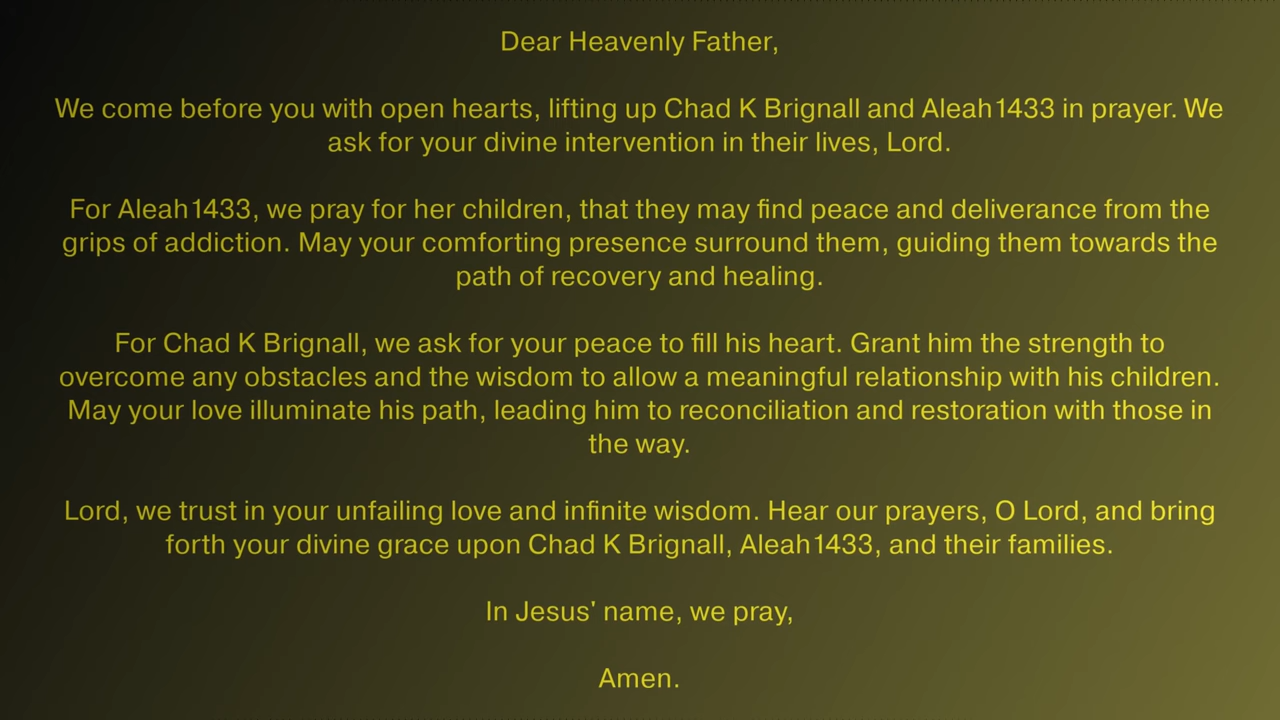 Dear Heavenly Father,
We come before you with open hearts, lifting up Chad K Brignall and Aleah1433 in prayer. We
ask for your divine intervention in their lives, Lord.
For Aleah1433, we pray for her children, that they may find peace and deliverance from the
grips of addiction. May your comforting presence surround them, guiding them towards the
path of recovery and healing.
For Chad K Brignall, we ask for your peace to fill his heart. Grant him the strength to
overcome any obstacles and the wisdom to allow a meaningful relationship with his children.
May your love illuminate his path, leading him to reconciliation and restoration with those in
the way.
Lord, we trust in your unfailing love and infinite wisdom. Hear our prayers, O Lord, and bring
forth your divine grace upon Chad K Brignall, Aleah1433, and their families.
In Jesus' name, we pray,
Amen.